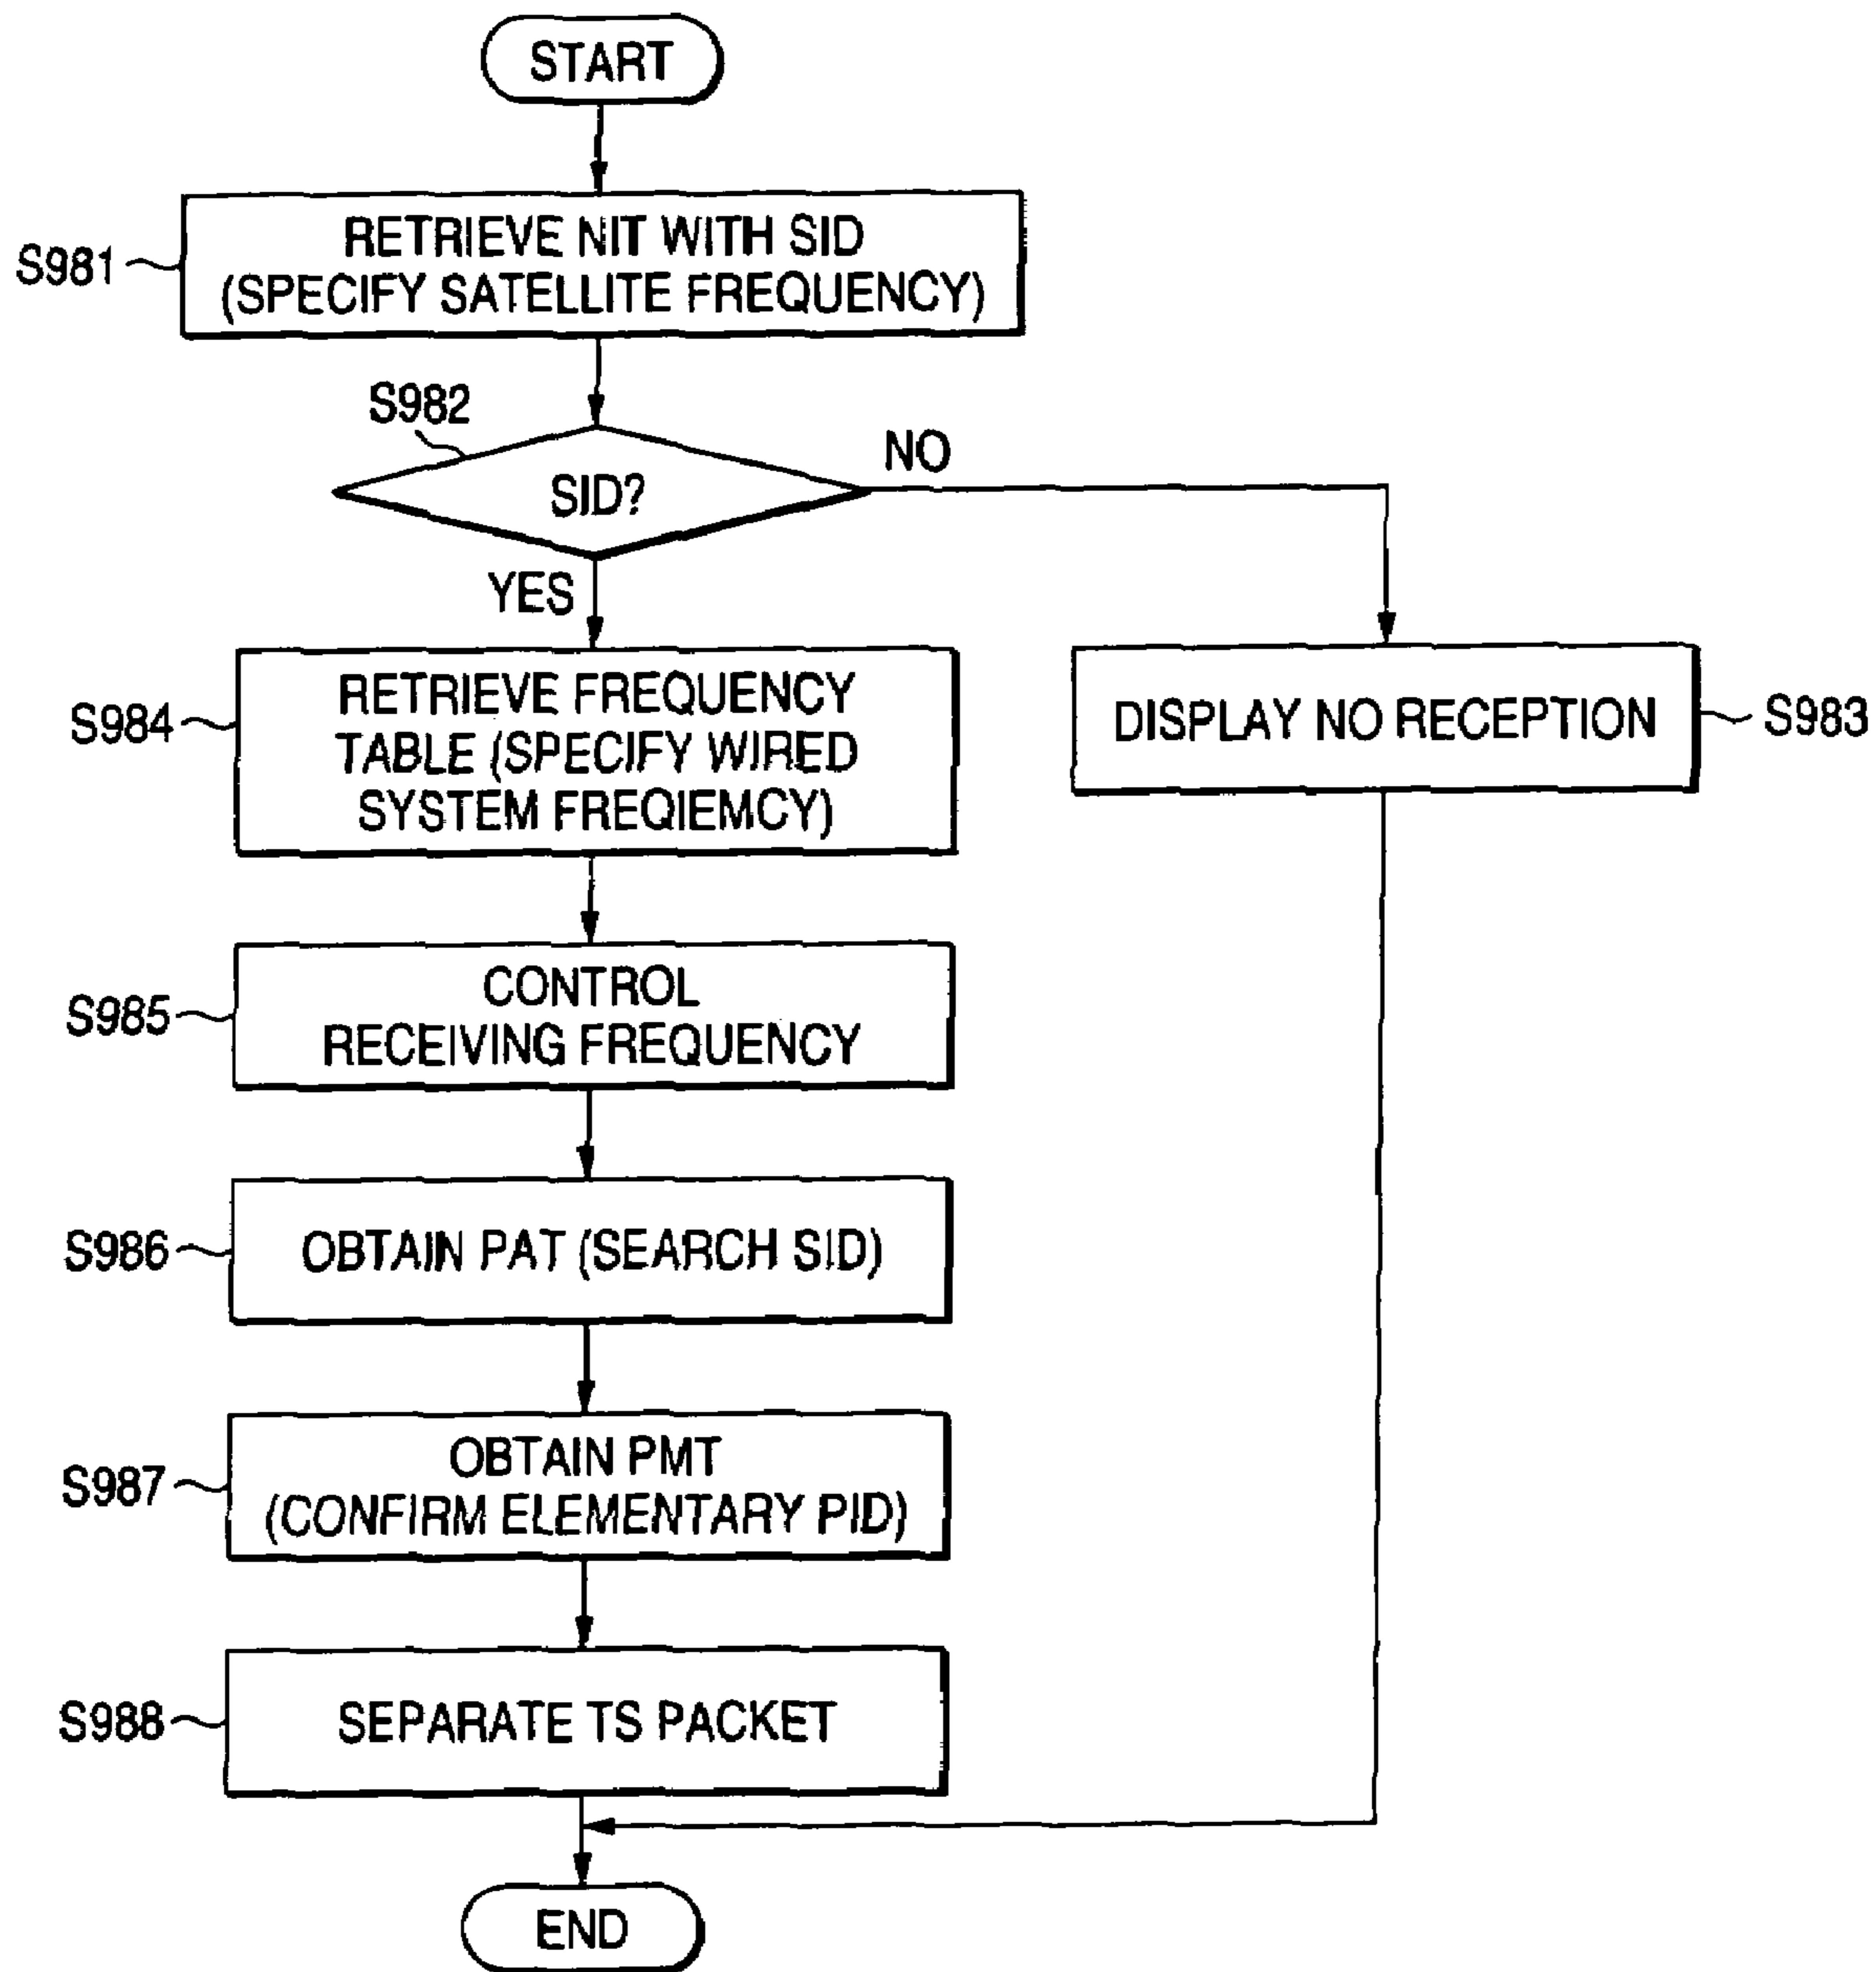 START
S981
RETRIEVE NIT WITH SID
(SPECIFY SATELLITE FREQUENCY)
S982
SID?
NO
YES
S984
RETRIEVE FREQUENCY
TABLE (SPECIFY WIRED
SYSTEM FREQIEMCY)
DISPLAY NO RECEPTION
S983
S985
CONTROL
RECEIVING FREQUENCY
S986
OBTAIN PAT (SEARCH SID)
S987
OBTAIN PMT
(CONFIRM ELEMENTARY PID)
S988
SEPARATE TS PACKET
END